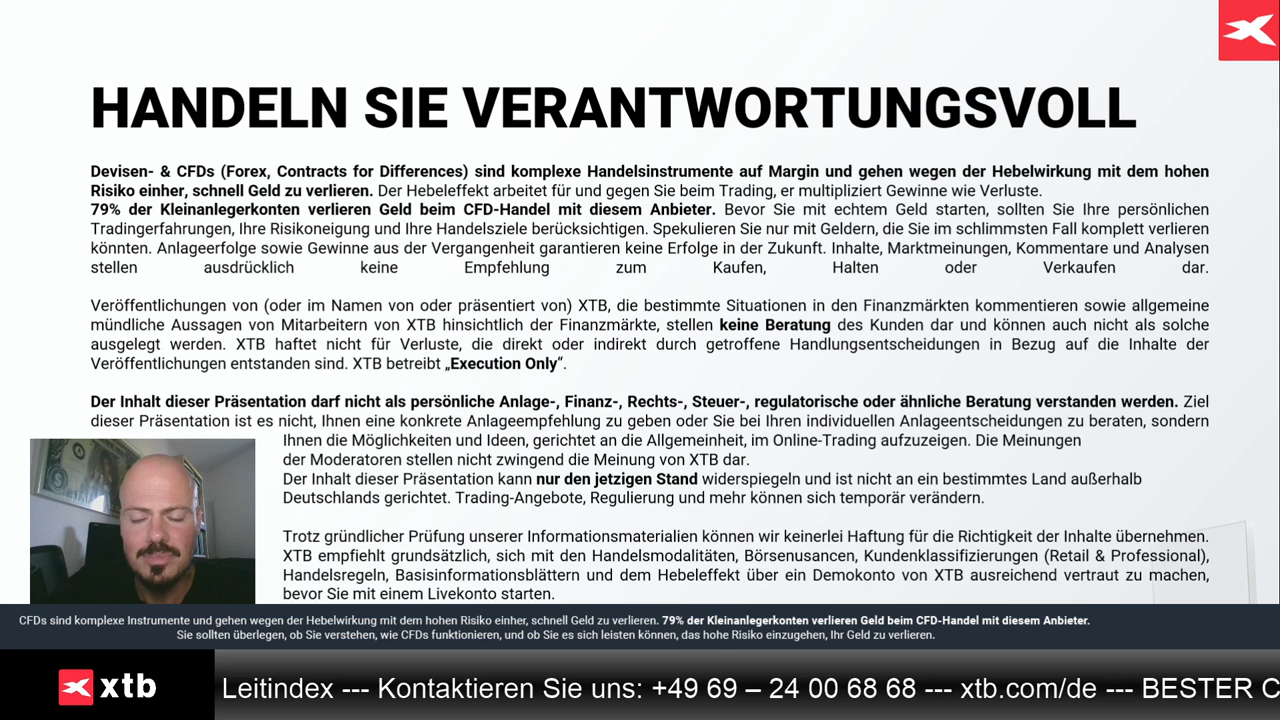 HANDELN SIE VERANTWORTUNGSVOLL
Devisen- & CFDs (Forex, Contracts for Differences) sind komplexe Handelsinstrumente auf Margin und gehen wegen der Hebelwirkung mit dem hohen
Risiko einher, schnell Geld zu verlieren. Der Hebeleffekt arbeitet für und gegen Sie beim Trading, er multipliziert Gewinne wie Verluste.
79% der Kleinanlegerkonten verlieren Geld beim CFD-Handel mit diesem Anbieter. Bevor Sie mit echtem Geld starten, sollten Sie Ihre persönlichen
Tradingerfahrungen, Ihre Risikoneigung und Ihre Handelsziele berücksichtigen. Spekulieren Sie nur mit Geldern, die Sie im schlimmsten Fall komplett verlieren
könnten. Anlageerfolge sowie Gewinne aus der Vergangenheit garantieren keine Erfolge in der Zukunft. Inhalte, Marktmeinungen, Kommentare und Analysen
stellen ausdrücklich keine Empfehlung zum Kaufen, Halten oder Verkaufen dar.
Veröffentlichungen von (oder im Namen von oder präsentiert von) XTB, die bestimmte Situationen in den Finanzmärkten kommentieren sowie allgemeine
mündliche Aussagen von Mitarbeitern von XTB hinsichtlich der Finanzmärkte, stellen keine Beratung des Kunden dar und können auch nicht als solche
ausgelegt werden. XTB haftet nicht für Verluste, die direkt oder indirekt durch getroffene Handlungsentscheidungen in Bezug auf die Inhalte der
Veröffentlichungen entstanden sind. XTB betreibt „Execution Only“.
Der Inhalt dieser Präsentation darf nicht als persönliche Anlage-, Finanz-, Rechts-, Steuer-, regulatorische oder ähnliche Beratung verstanden werden. Ziel
dieser Präsentation ist es nicht, Ihnen eine konkrete Anlageempfehlung zu geben oder Sie bei Ihren individuellen Anlageentscheidungen zu beraten, sondern
Ihnen die Möglichkeiten und Ideen, gerichtet an die Allgemeinheit, im Online-Trading aufzuzeigen. Die Meinungen
der Moderatoren stellen nicht zwingend die Meinung von XTB dar.
Der Inhalt dieser Präsentation kann nur den jetzigen Stand widerspiegeln und ist nicht an ein bestimmtes Land außerhalb
Deutschlands gerichtet. Trading-Angebote, Regulierung und mehr können sich temporär verändern.
Trotz gründlicher Prüfung unserer Informationsmaterialien können wir keinerlei Haftung für die Richtigkeit der Inhalte übernehmen.
XTB empfiehlt grundsätzlich, sich mit den Handelsmodalitäten, Börsenusancen, Kundenklassifizierungen (Retail & Professional),
Handelsregeln, Basisinformationsblättern und dem Hebeleffekt über ein Demokonto von XTB ausreichend vertraut zu machen,
bevor Sie mit einem Livekonto starten.
CFDs sind komplexe Instrumente und gehen wegen der Hebelwirkung mit dem hohen Risiko einher, schnell Geld zu verlieren. 79% der Kleinanlegerkonten verlieren Geld beim CFD-Handel mit diesem Anbieter.
Sie sollten überlegen, ob Sie verstehen, wie CFDs funktionieren, und ob Sie es sich leisten können, das hohe Risiko einzugehen, Ihr Geld zu verlieren.
xtb Leitindex --- Kontaktieren Sie uns: +49 69 – 24 00 68 68 --- xtb.com/de --- BESTER C